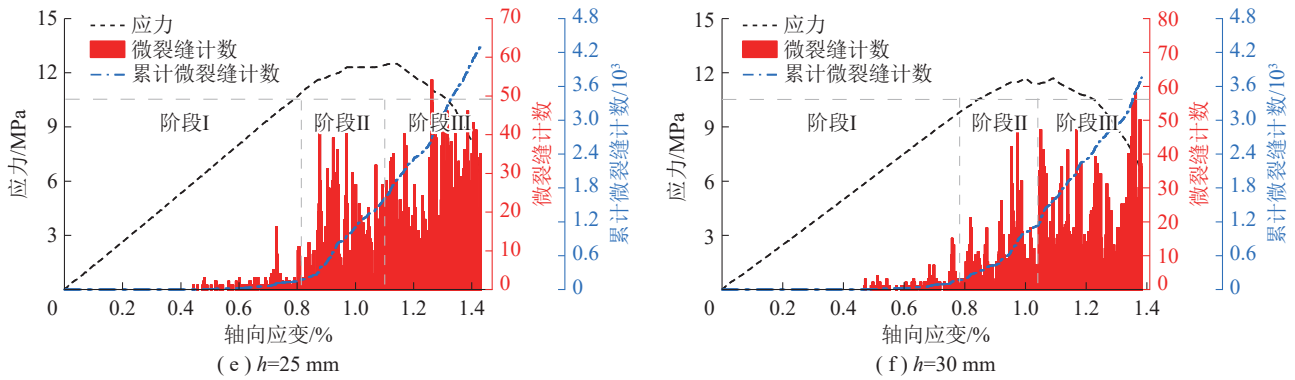 15
12
9
6
3
0
应力/MPa
应力
微裂缝计数
累计微裂缝计数
阶段I
阶段II
阶段III
0.2
0.4
0.6
0.8
1.0
1.2
1.4
轴向应变/%
70
60
50
40
30
20
10
0
微裂缝计数
4.8
4.2
3.6
3.0
2.4
1.8
1.2
0.6
0
累计微裂缝计数/10³
( e ) h=25 mm
15
12
9
6
3
0
应力/MPa
应力
微裂缝计数
累计微裂缝计数
阶段I
阶段II
阶段III
0.2
0.4
0.6
0.8
1.0
1.2
1.4
轴向应变/%
80
70
60
50
40
30
20
10
0
微裂缝计数
4.8
4.2
3.6
3.0
2.4
1.8
1.2
0.6
0
累计微裂缝计数/10³
( f ) h=30 mm